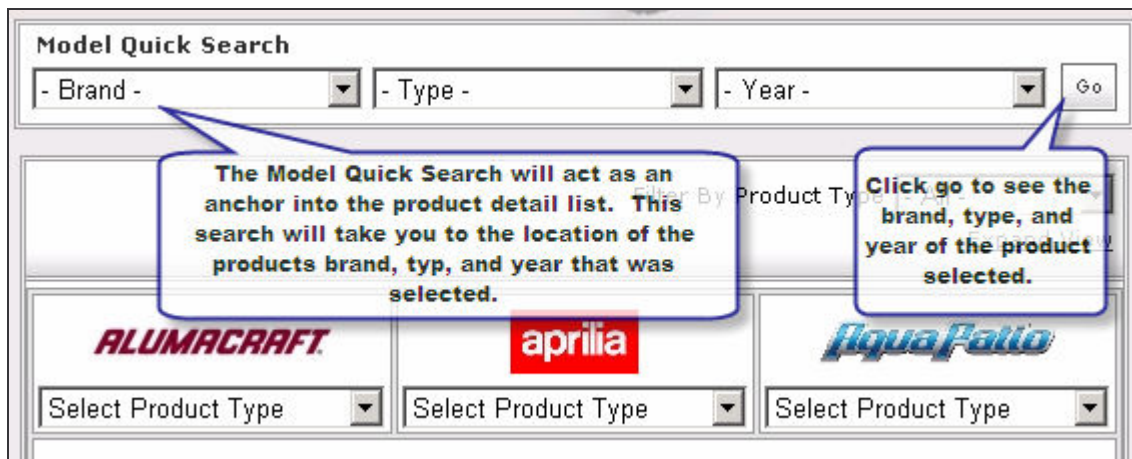 Model Quick Search
- Brand -
- Type -
- Year -
Go
The Model Quick Search will act as an
anchor into the product detail list. This
search will take you to the location of the
products brand, typ, and year that was
selected.
Filter By Product Type - All -
Expand View
Click go to see the
brand, type, and
year of the product
selected.
ALUMACRAFT
aprilia
AquaPatio
Select Product Type
Select Product Type
Select Product Type